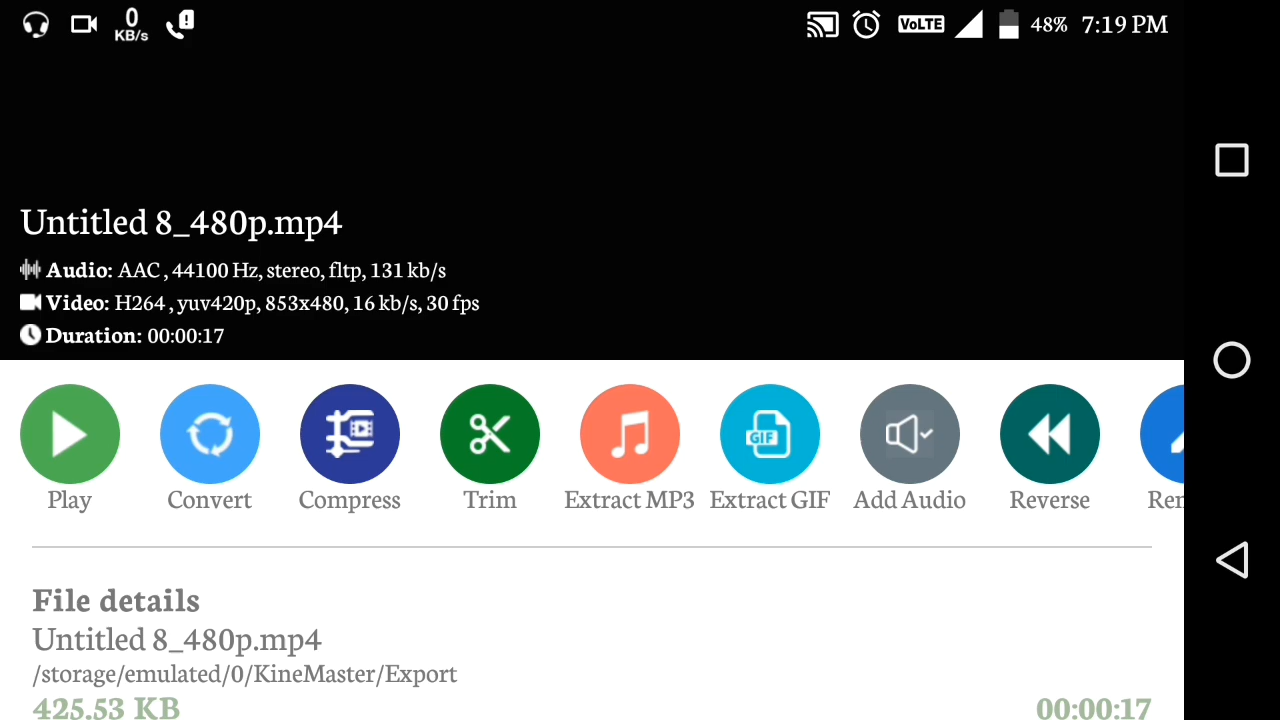 0
KB/s
VoLTE
48% 7:19 PM
Untitled 8_480p.mp4
Audio: AAC , 44100 Hz, stereo, fltp, 131 kb/s
Video: H264 , yuv420p, 853x480, 16 kb/s, 30 fps
Duration: 00:00:17
GIF
Play Convert Compress Trim Extract MP3 Extract GIF Add Audio Reverse Ren
File details
Untitled 8_480p.mp4
/storage/emulated/0/KineMaster/Export
425.53 KB 00:00:17